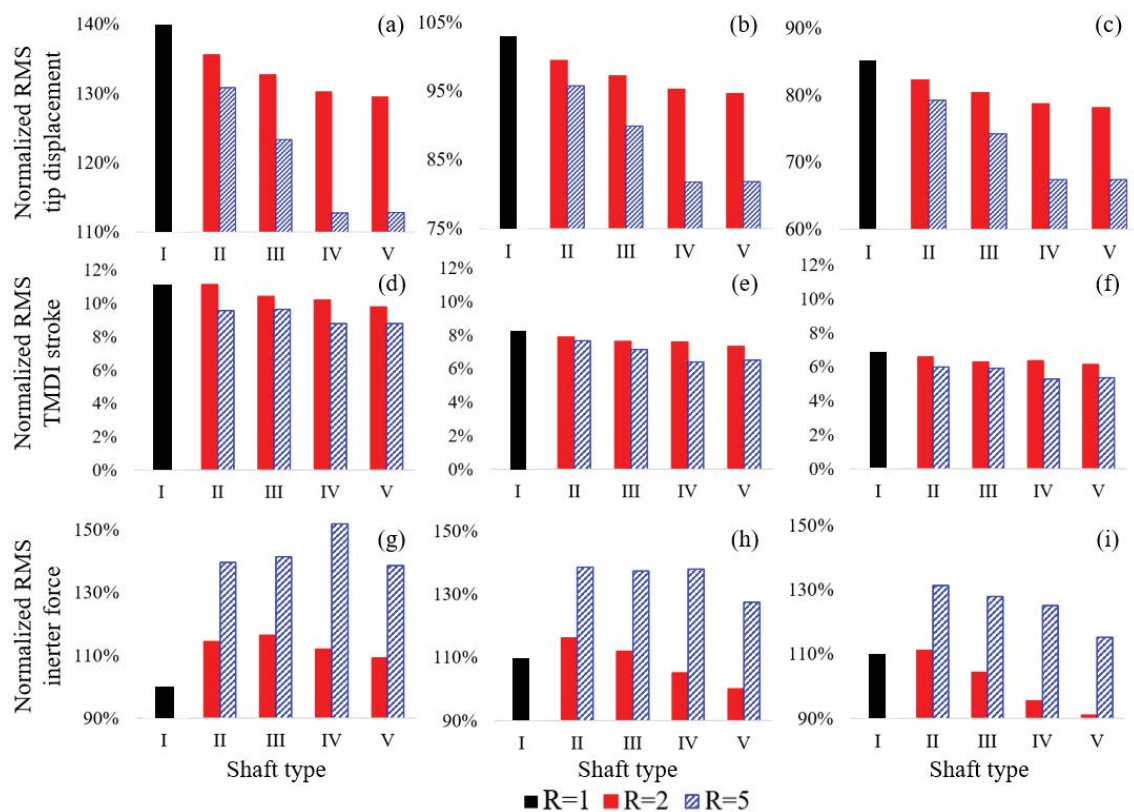 Normalized RMS
tip displacement
140%
130%
120%
110%
(a)
I II III IV V
105%
95%
85%
75%
(b)
I II III IV V
90%
80%
70%
60%
(c)
I II III IV V
Normalized RMS
TMDI stroke
12%
10%
8%
6%
4%
2%
0%
(d)
I II III IV V
12%
10%
8%
6%
4%
2%
0%
(e)
I II III IV V
12%
10%
8%
6%
4%
2%
0%
(f)
I II III IV V
Normalized RMS
inerter force
150%
130%
110%
90%
(g)
I II III IV V
Shaft type
150%
130%
110%
90%
(h)
I II III IV V
Shaft type
150%
130%
110%
90%
(i)
I II III IV V
Shaft type
R=1 R=2 R=5